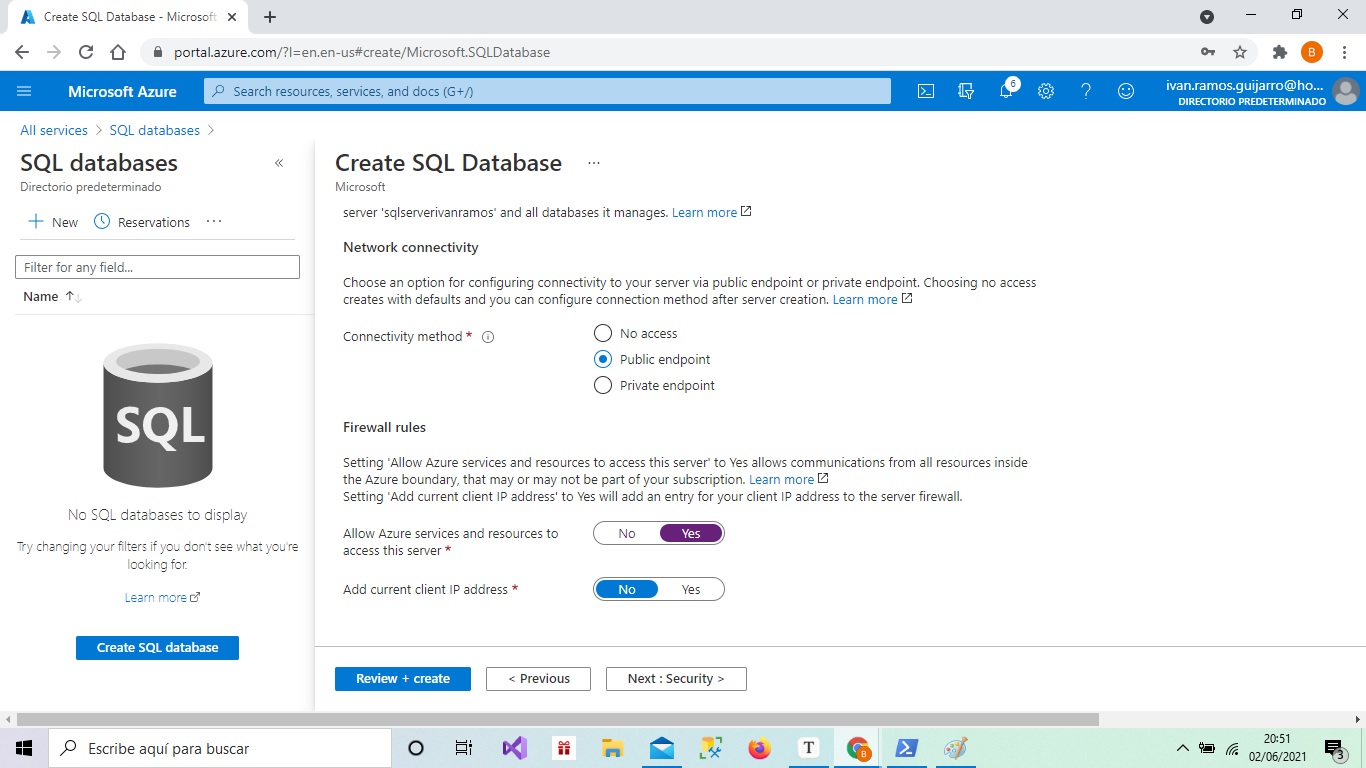 Create SQL Database - Microsoft
portal.azure.com/?l=en.en-us#create/Microsoft.SQLDatabase
B
Microsoft Azure
Search resources, services, and docs (G+/)
6
ivan.ramos.guijarro@ho...
DIRECTORIO PREDETERMINADO
All services > SQL databases >
SQL databases
«
Directorio predeterminado
New
Reservations
...
Filter for any field...
Name
SQL
No SQL databases to display
Try changing your filters if you don't see what you're
looking for.
Learn more
Create SQL database
Create SQL Database
...
Microsoft
server 'sqlserverivanramos' and all databases it manages. Learn more
Network connectivity
Choose an option for configuring connectivity to your server via public endpoint or private endpoint. Choosing no access
creates with defaults and you can configure connection method after server creation. Learn more
Connectivity method *
No access
Public endpoint
Private endpoint
Firewall rules
Setting 'Allow Azure services and resources to access this server' to Yes allows communications from all resources inside
the Azure boundary, that may or may not be part of your subscription. Learn more
Setting 'Add current client IP address' to Yes will add an entry for your client IP address to the server firewall.
Allow Azure services and resources to
access this server *
No Yes
Add current client IP address *
No Yes
Review + create
< Previous
Next : Security >
Escribe aquí para buscar
T
B
20:51
02/06/2021
3